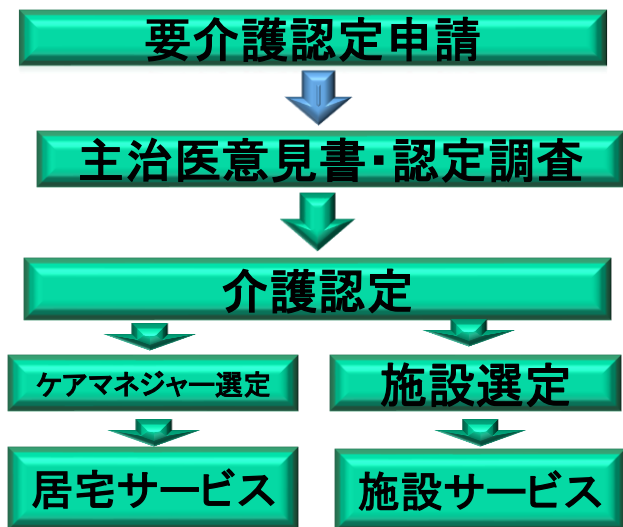 要介護認定申請
主治医意見書・認定調査
介護認定
ケアマネジャー選定
施設選定
居宅サービス
施設サービス